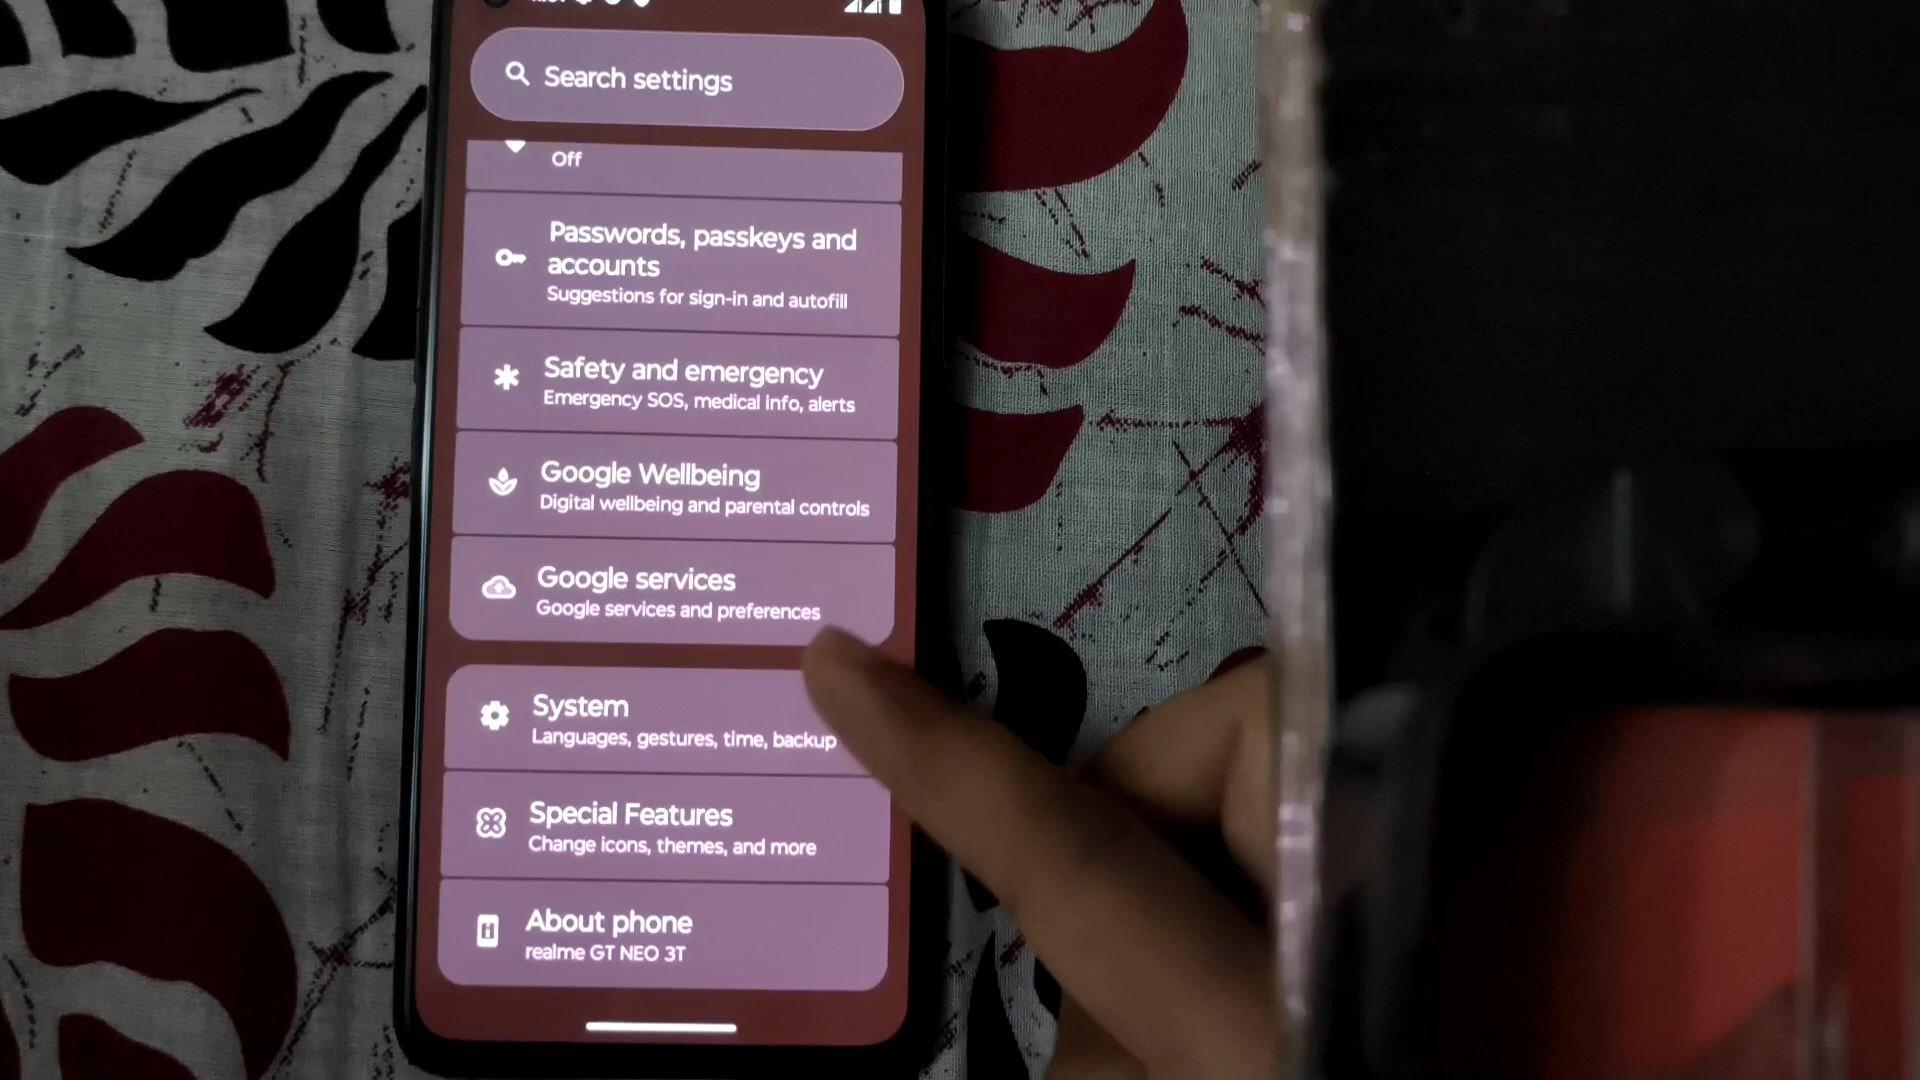 Search settings
Off
Passwords, passkeys and
accounts
Suggestions for sign-in and autofill
Safety and emergency
Emergency SOS, medical info, alerts
Google Wellbeing
Digital wellbeing and parental controls
Google services
Google services and preferences
System
Languages, gestures, time, backup
Special Features
Change icons, themes, and more
About phone
realme GT NEO 3T